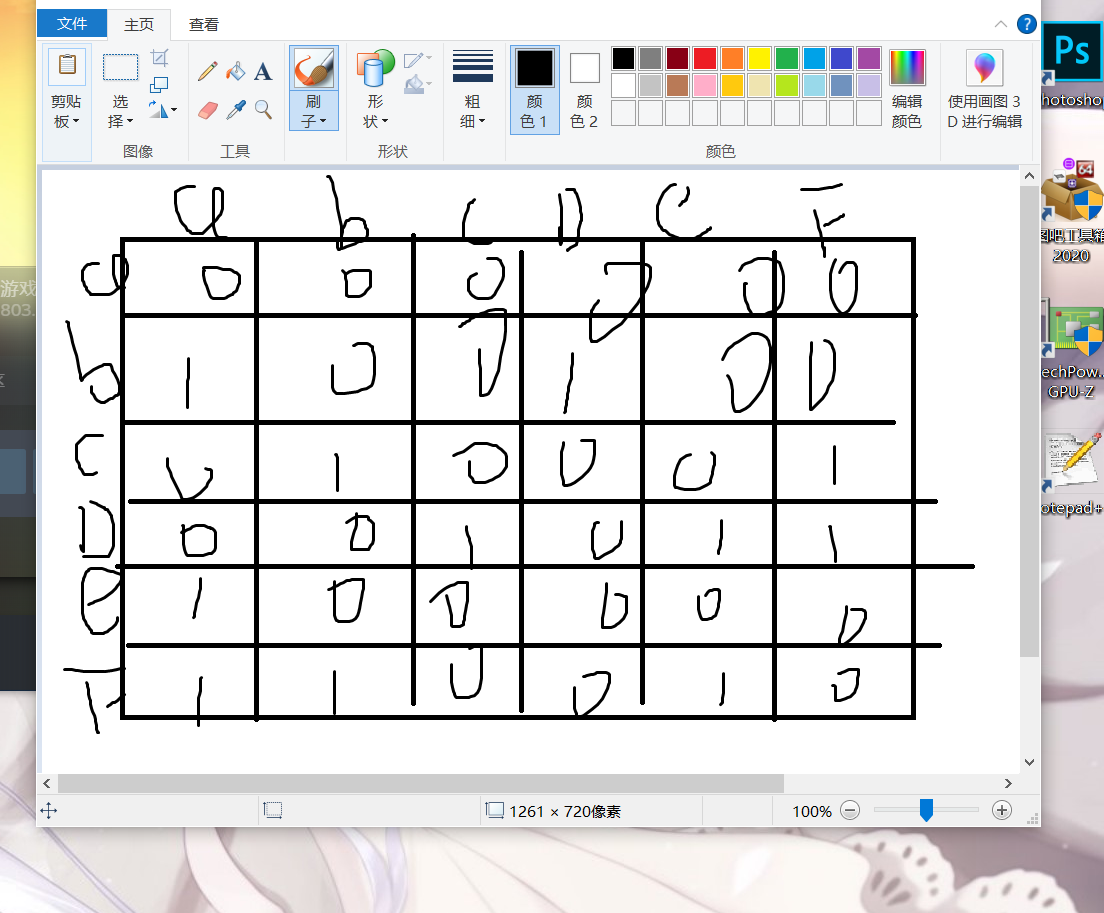 文件 主页 查看
剪贴板 选择 刷子 形状 粗细 颜色 1 颜色 2 编辑颜色 使用画图 3D 进行编辑
图像 工具 形状 颜色
a b c D C F
a 0 0 0 0 0 0
b 1 0 0 1 0 0
c 0 1 0 0 0 1
D 0 0 1 0 1 1
e 1 0 0 0 0 0
F 1 1 0 0 1 0
1261 × 720像素 100%
Ps
hotosho
64
图吧工具箱
2020
echPow...
GPU-Z
otepad+
游戏
803.
区